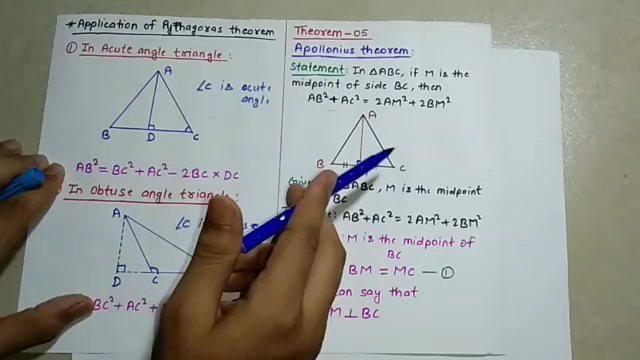 *Application of Pythagoras theorem
① In Acute angle triangle:
A
∠C is acute
angle
B
D
C
AB² = BC² + AC² - 2BC × DC
In Obtuse angle triangle:
A
∠C is
D
C
BC² + AC² +
Theorem-05
Apollonius theorem:
Statement: In △ABC, if M is the
midpoint of side BC, then
AB² + AC² = 2AM² + 2BM²
A
B
C
△ABC, M is the midpoint
BC
: AB² + AC² = 2AM² + 2BM²
: M is the midpoint of
BC
BM = MC — ①
say that
⊥ BC